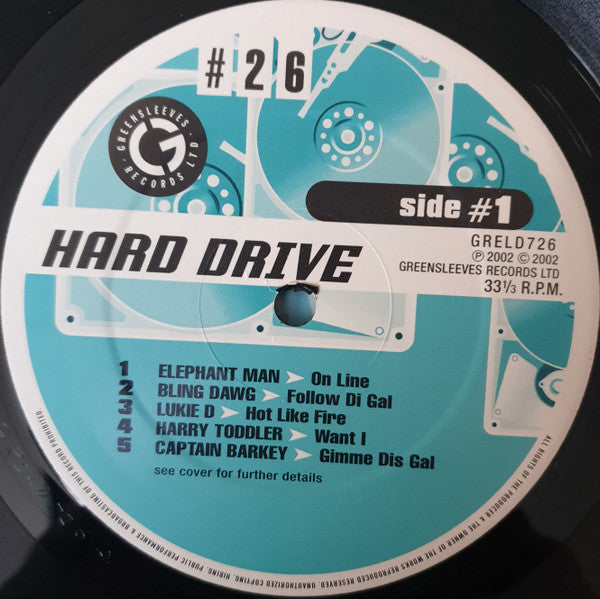 #26
GREENSLEEVES
RECORDS LTD
side #1
HARD DRIVE
GRELD726
℗ 2002 © 2002
GREENSLEEVES RECORDS LTD
33⅓ R.P.M.
1 ELEPHANT MAN ➤ On Line
2 BLING DAWG ➤ Follow Di Gal
3 LUKIE D ➤ Hot Like Fire
4 HARRY TODDLER ➤ Want I
5 CAPTAIN BARKEY ➤ Gimme Dis Gal
see cover for further details
ALL RIGHTS OF THE PRODUCER & THE OWNER OF THE WORKS REPRODUCED RESERVED. UNAUTHORIZED COPYING, HIRING, PUBLIC PERFORMANCE & BROADCASTING OF THIS RECORD PROHIBITED